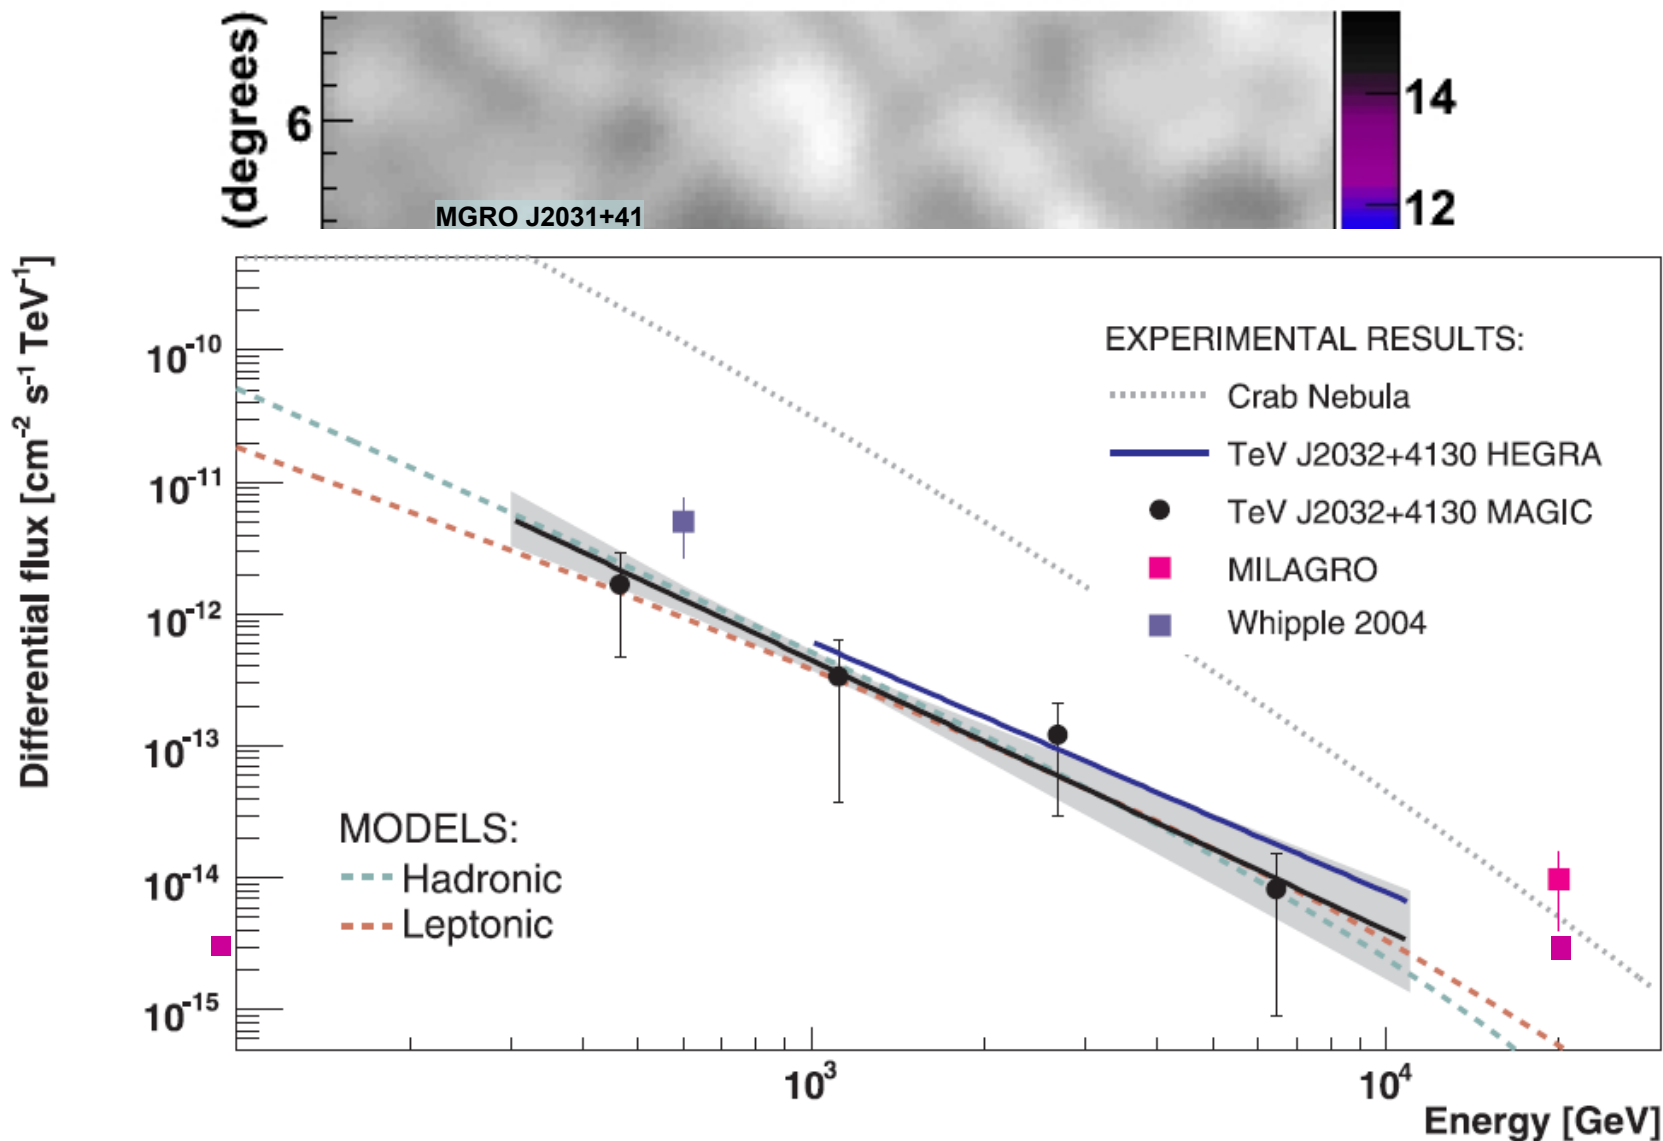 (degrees)
6
14
12
MGRO J2031+41
Differential flux [cm⁻² s⁻¹ TeV⁻¹]
10⁻¹⁰
10⁻¹¹
10⁻¹²
10⁻¹³
10⁻¹⁴
10⁻¹⁵
EXPERIMENTAL RESULTS:
Crab Nebula
TeV J2032+4130 HEGRA
TeV J2032+4130 MAGIC
MILAGRO
Whipple 2004
MODELS:
Hadronic
Leptonic
10³
10⁴
Energy [GeV]